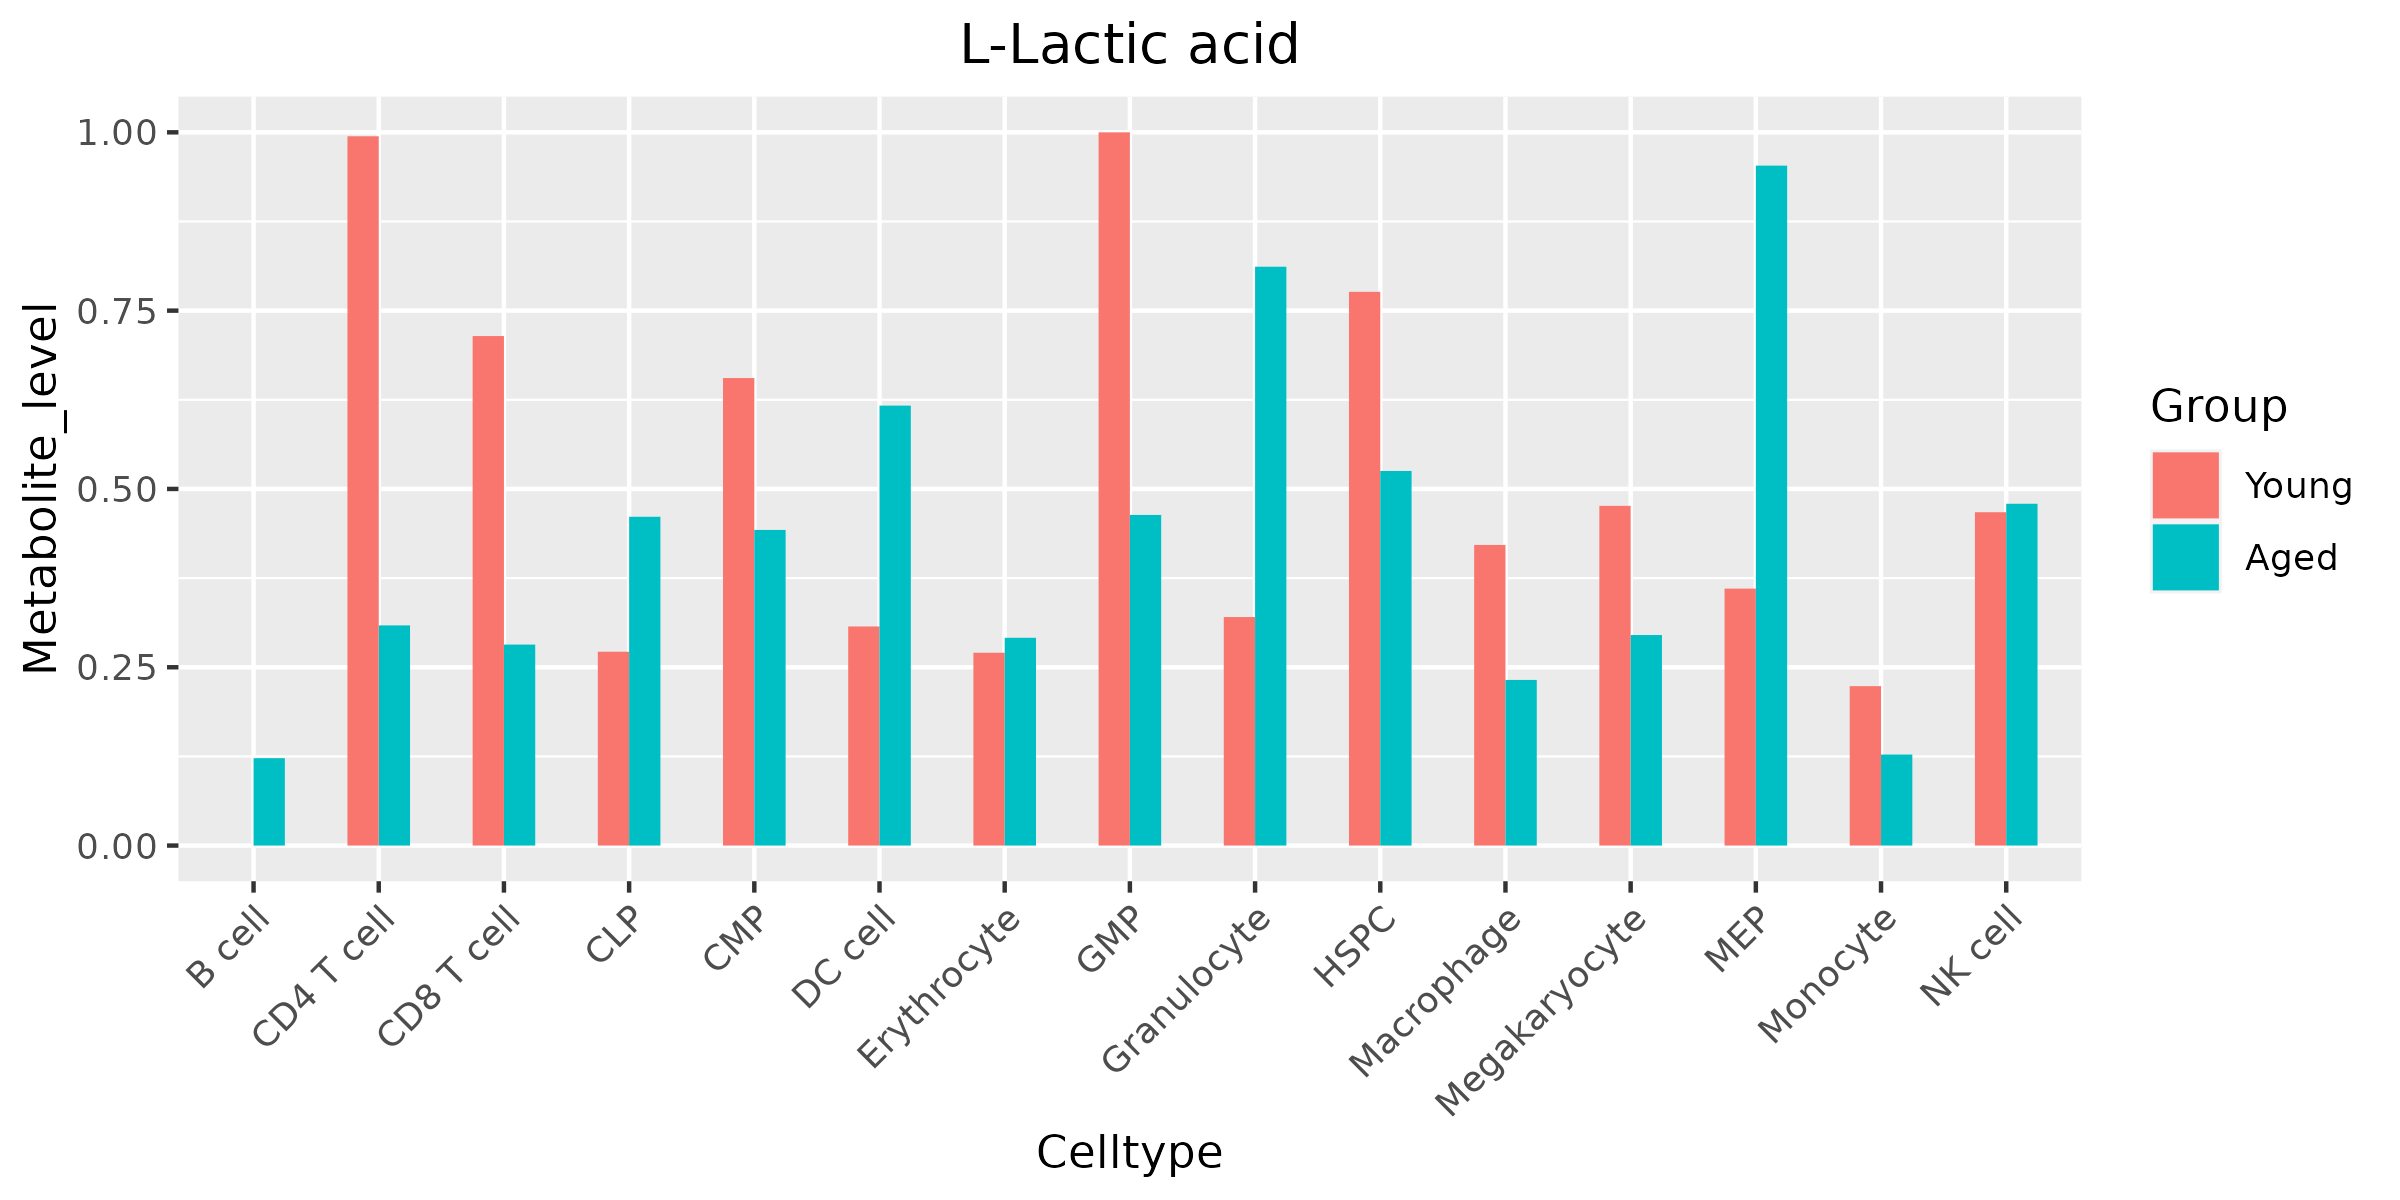 L-Lactic acid
Metabolite_level
1.00
0.75
0.50
0.25
0.00
B cell
CD4 T cell
CD8 T cell
CLP
CMP
DC cell
Erythrocyte
GMP
Granulocyte
HSPC
Macrophage
Megakaryocyte
MEP
Monocyte
NK cell
Celltype
Group
Young
Aged